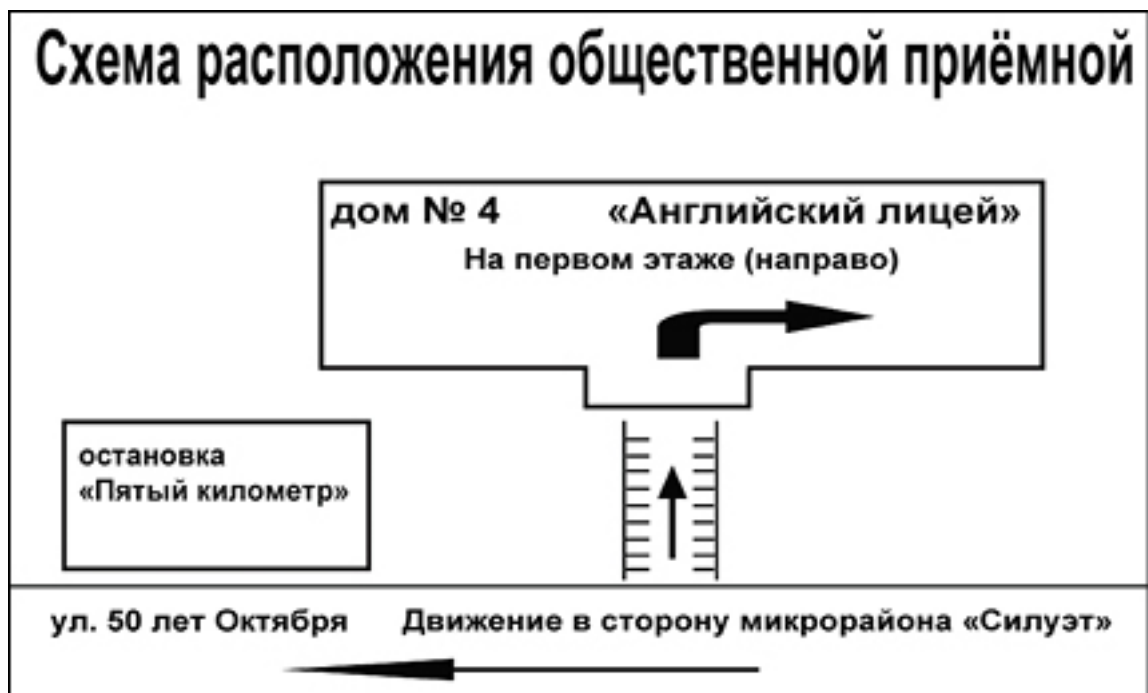 Схема расположения общественной приёмной
дом № 4 «Английский лицей»
На первом этаже (направо)
остановка
«Пятый километр»
ул. 50 лет Октября Движение в сторону микрорайона «Силуэт»